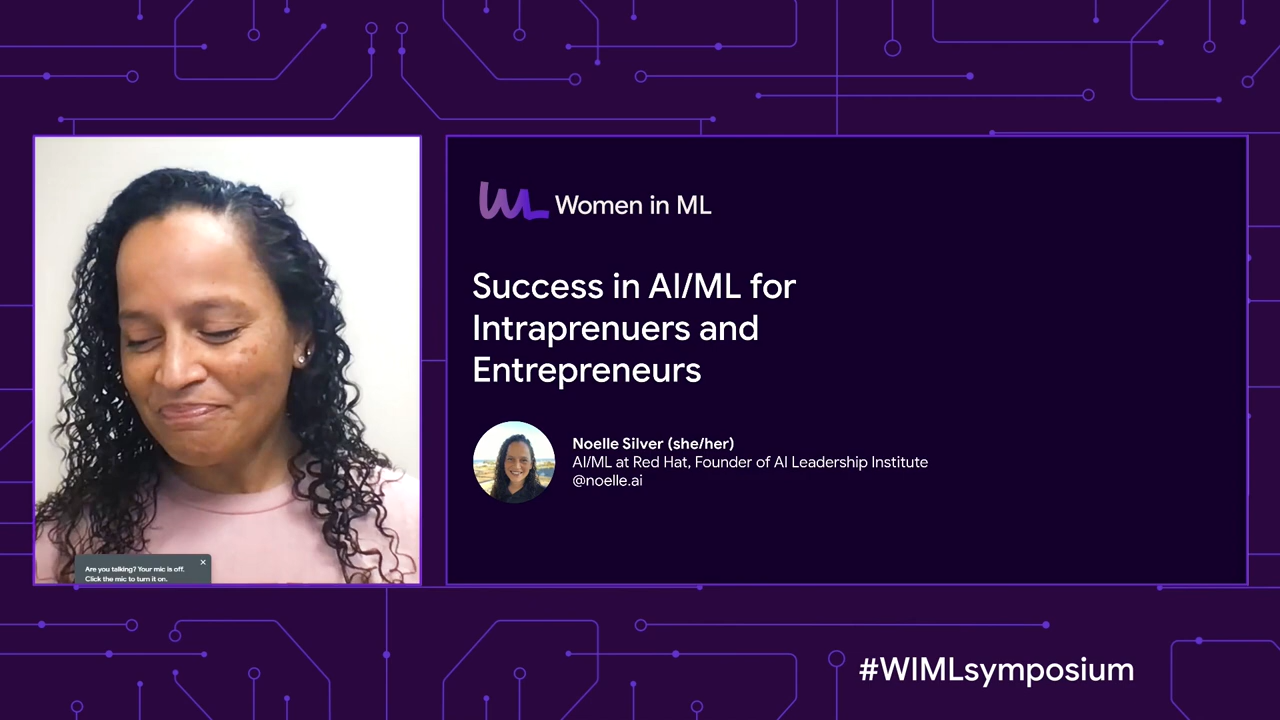 Women in ML
Success in AI/ML for
Intraprenuers and
Entrepreneurs
Noelle Silver (she/her)
AI/ML at Red Hat, Founder of AI Leadership Institute
@noelle.ai
Are you talking? Your mic is off.
Click the mic to turn it on.
#WIMLsymposium